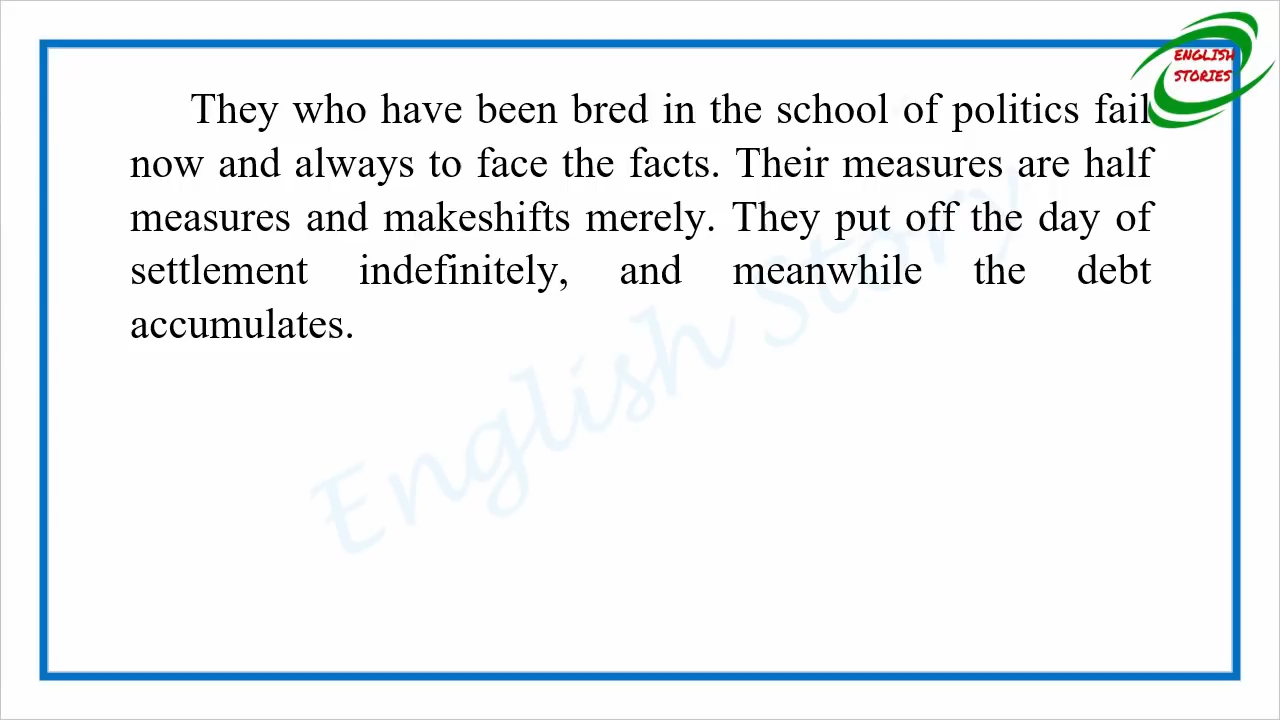 ENGLISH
STORIES
They who have been bred in the school of politics fail
now and always to face the facts. Their measures are half
measures and makeshifts merely. They put off the day of
settlement indefinitely, and meanwhile the debt
accumulates.
English Story